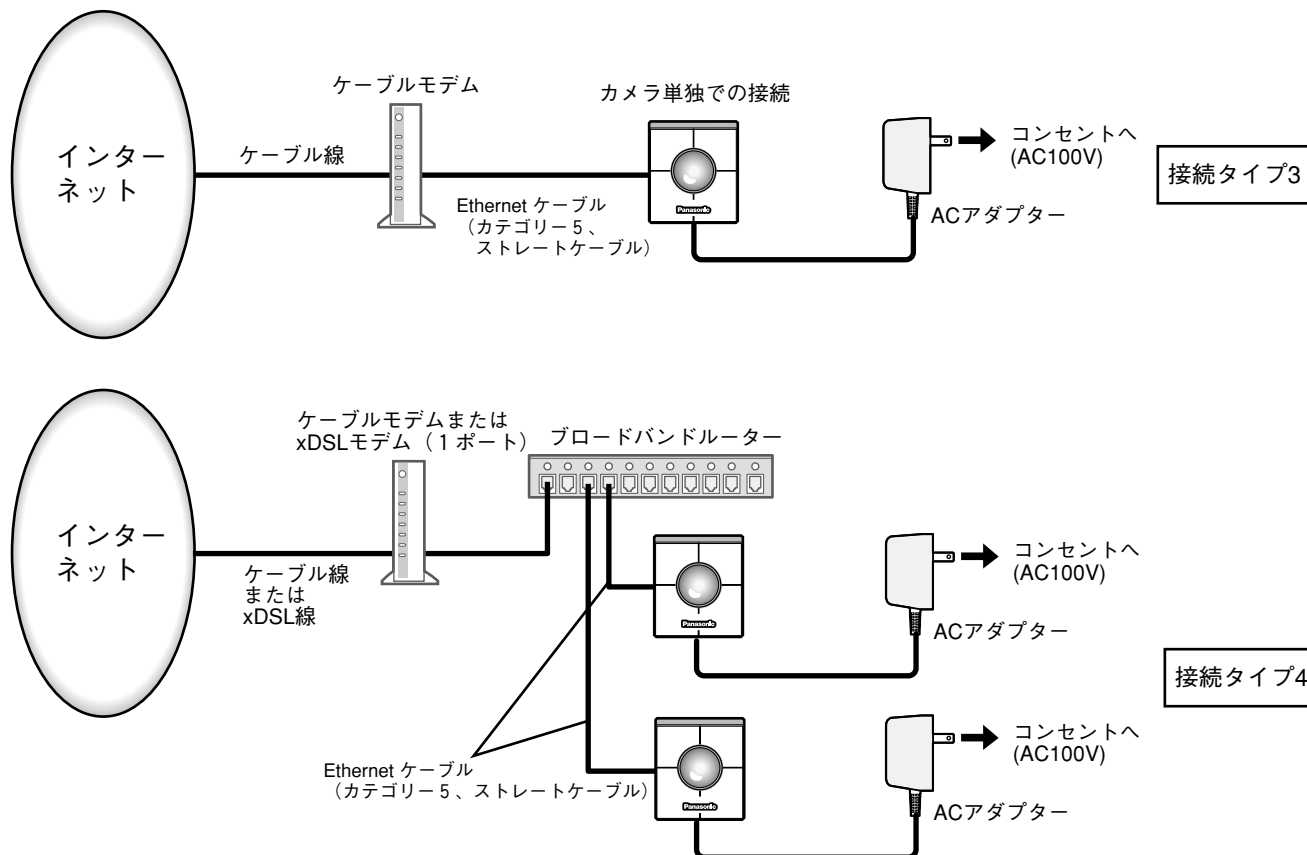 ケーブルモデム
カメラ単独での接続
インター
ネット
ケーブル線
Ethernet ケーブル
(カテゴリー5、
ストレートケーブル)
Panasonic
コンセントへ
(AC100V)
ACアダプター
接続タイプ3
ケーブルモデムまたは
xDSLモデム(1ポート)
ブロードバンドルーター
インター
ネット
ケーブル線
または
xDSL線
Panasonic
コンセントへ
(AC100V)
ACアダプター
接続タイプ4
Ethernet ケーブル
(カテゴリー5、ストレートケーブル)
Panasonic
コンセントへ
(AC100V)
ACアダプター